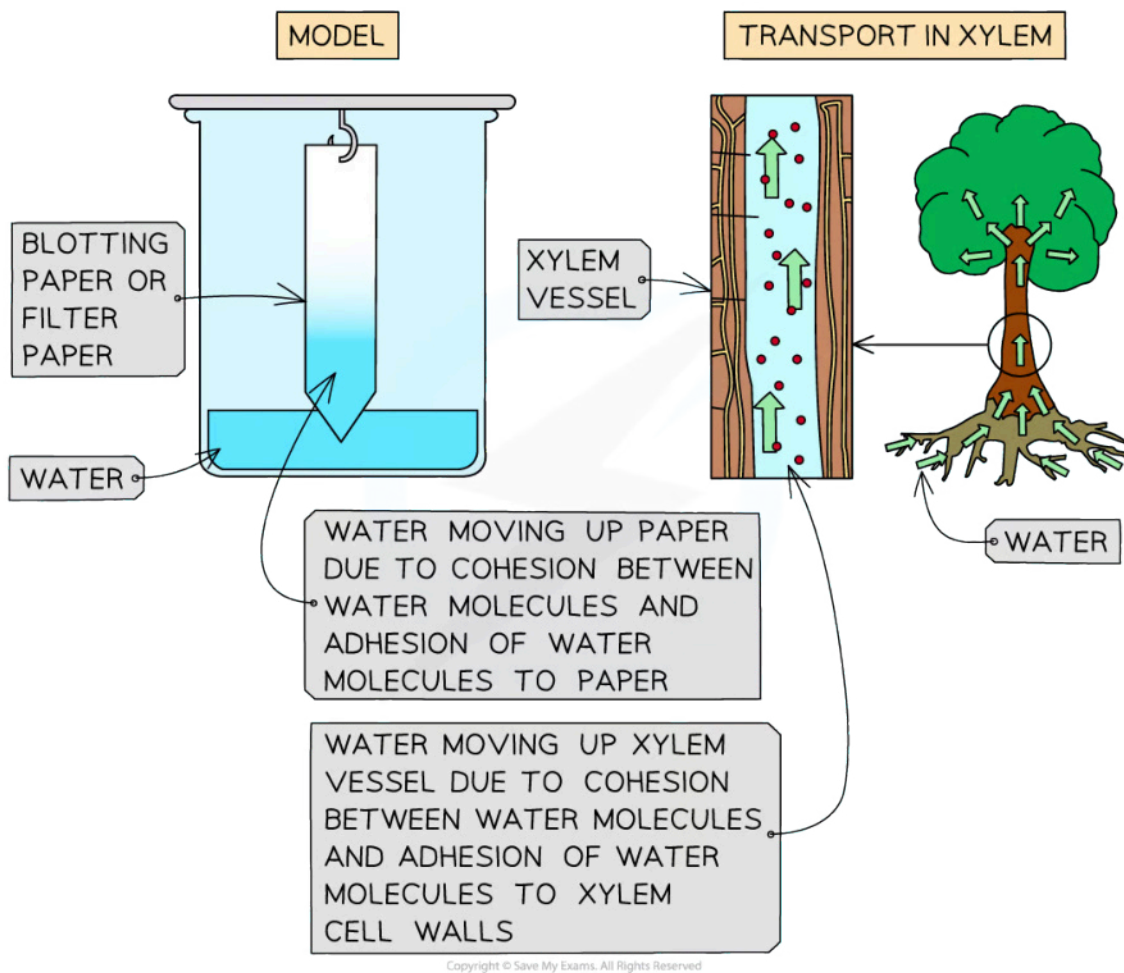 MODEL
TRANSPORT IN XYLEM
BLOTTING
PAPER OR
FILTER
PAPER
WATER
XYLEM
VESSEL
WATER
WATER MOVING UP PAPER
DUE TO COHESION BETWEEN
WATER MOLECULES AND
ADHESION OF WATER
MOLECULES TO PAPER
WATER MOVING UP XYLEM
VESSEL DUE TO COHESION
BETWEEN WATER MOLECULES
AND ADHESION OF WATER
MOLECULES TO XYLEM
CELL WALLS
Copyright © Save My Exams. All Rights Reserved